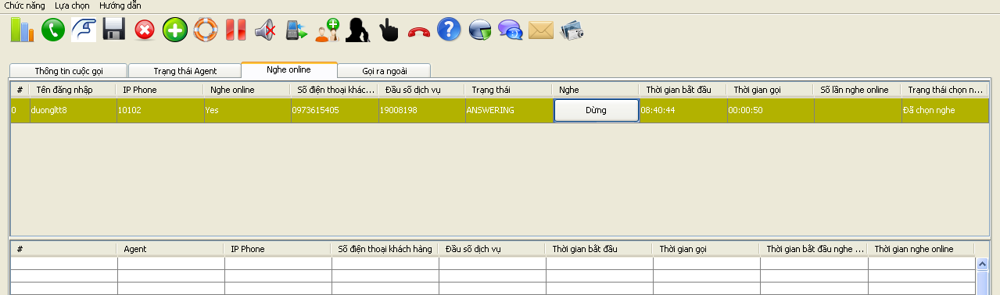 Chức năng Lựa chọn Hướng dẫn
Thông tin cuộc gọi Trạng thái Agent Nghe online Gọi ra ngoài
# Tên đăng nhập IP Phone Nghe online Số điện thoại khác... Đầu số dịch vụ Trạng thái Nghe Thời gian bắt đầu Thời gian gọi Số lần nghe online Trạng thái chọn n...
0 duongltt8 10102 Yes 0973615405 19008198 ANSWERING Dừng 08:40:44 00:00:50 Đã chọn nghe
# Agent IP Phone Số điện thoại khách hàng Đầu số dịch vụ Thời gian bắt đầu Thời gian gọi Thời gian bắt đầu nghe ... Thời gian nghe online